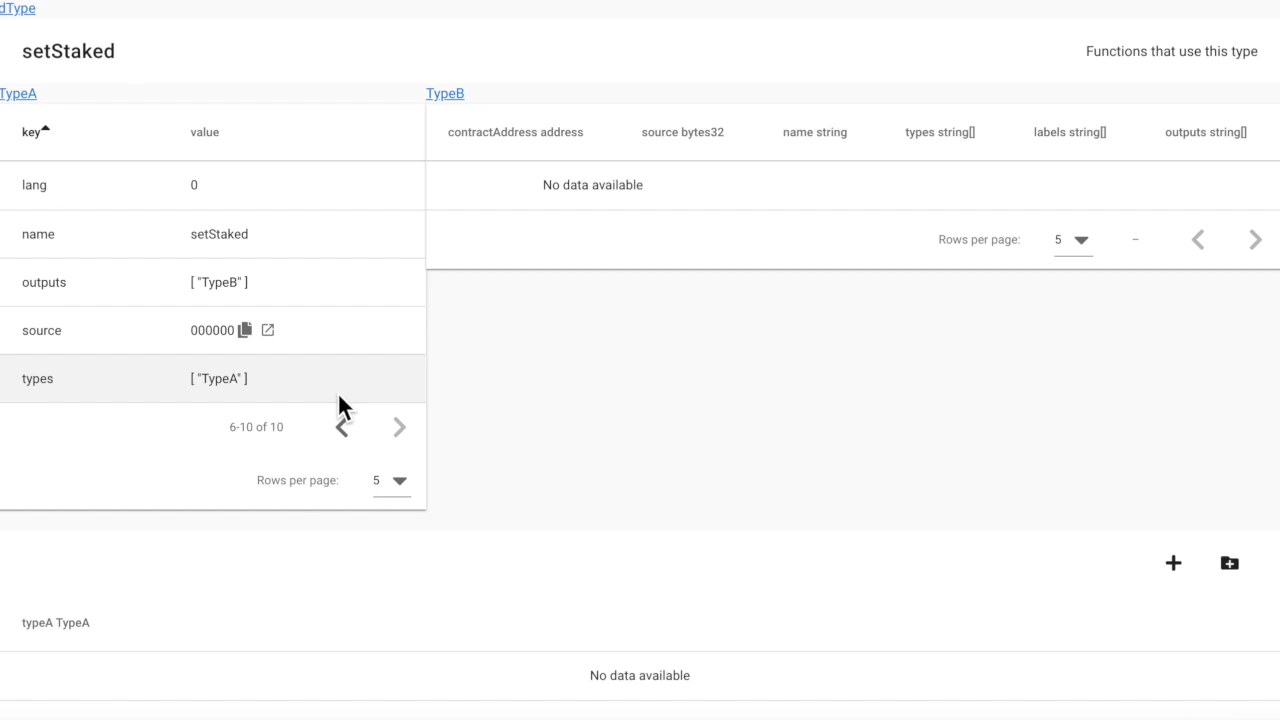 dType
setStaked Functions that use this type
TypeA TypeB
key value contractAddress address source bytes32 name string types string[] labels string[] outputs string[]
lang 0 No data available
name setStaked Rows per page: 5 –
outputs [ "TypeB" ]
source 000000
types [ "TypeA" ]
6-10 of 10
Rows per page: 5
typeA TypeA
No data available